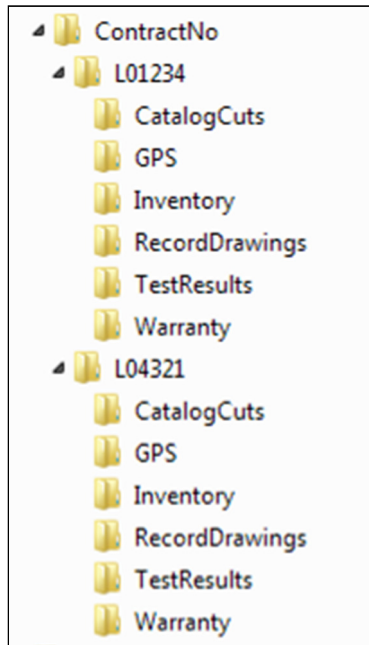 ContractNo
L01234
CatalogCuts
GPS
Inventory
RecordDrawings
TestResults
Warranty
L04321
CatalogCuts
GPS
Inventory
RecordDrawings
TestResults
Warranty